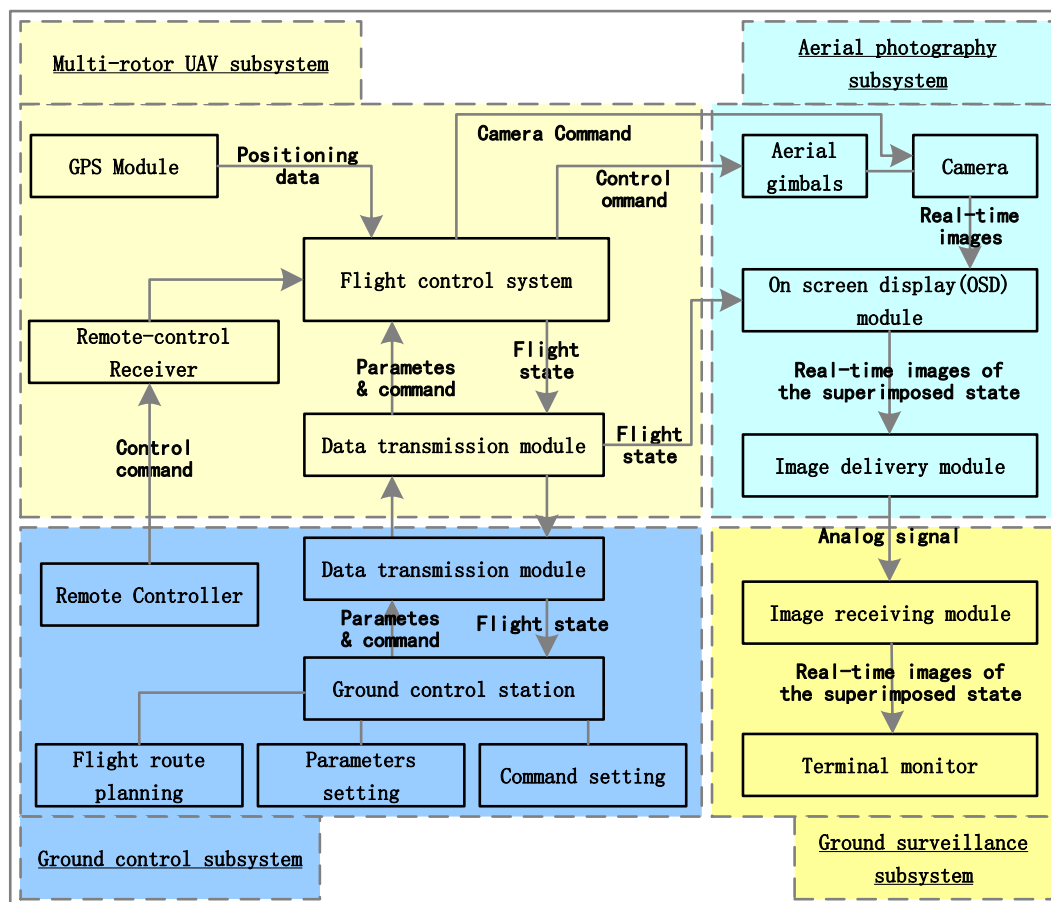 Multi-rotor UAV subsystem
Aerial photography
subsystem
Camera Command
GPS Module
Positioning
data
Control
ommand
Aerial
gimbals
Camera
Real-time
images
Flight control system
On screen display(OSD)
module
Remote-control
Receiver
Parametes
& command
Flight
state
Real-time images of
the superimposed state
Control
command
Data transmission module
Flight
state
Image delivery module
Analog signal
Data transmission module
Remote Controller
Parametes
& command
Flight state
Image receiving module
Ground control station
Real-time images of
the superimposed state
Flight route
planning
Parameters
setting
Command setting
Terminal monitor
Ground control subsystem
Ground surveillance
subsystem